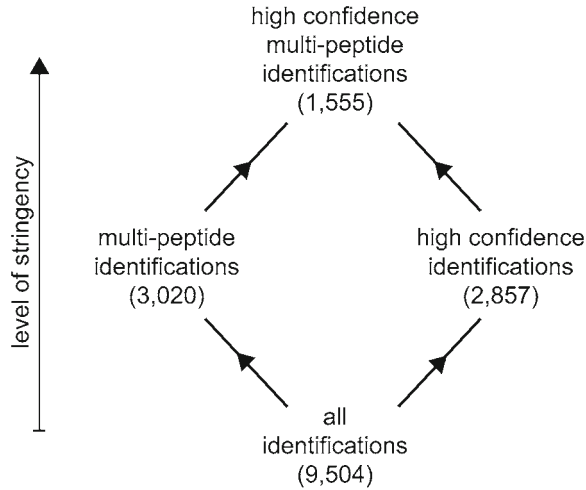 high confidence
multi-peptide
identifications
(1,555)
level of stringency
multi-peptide
identifications
(3,020)
high confidence
identifications
(2,857)
all
identifications
(9,504)